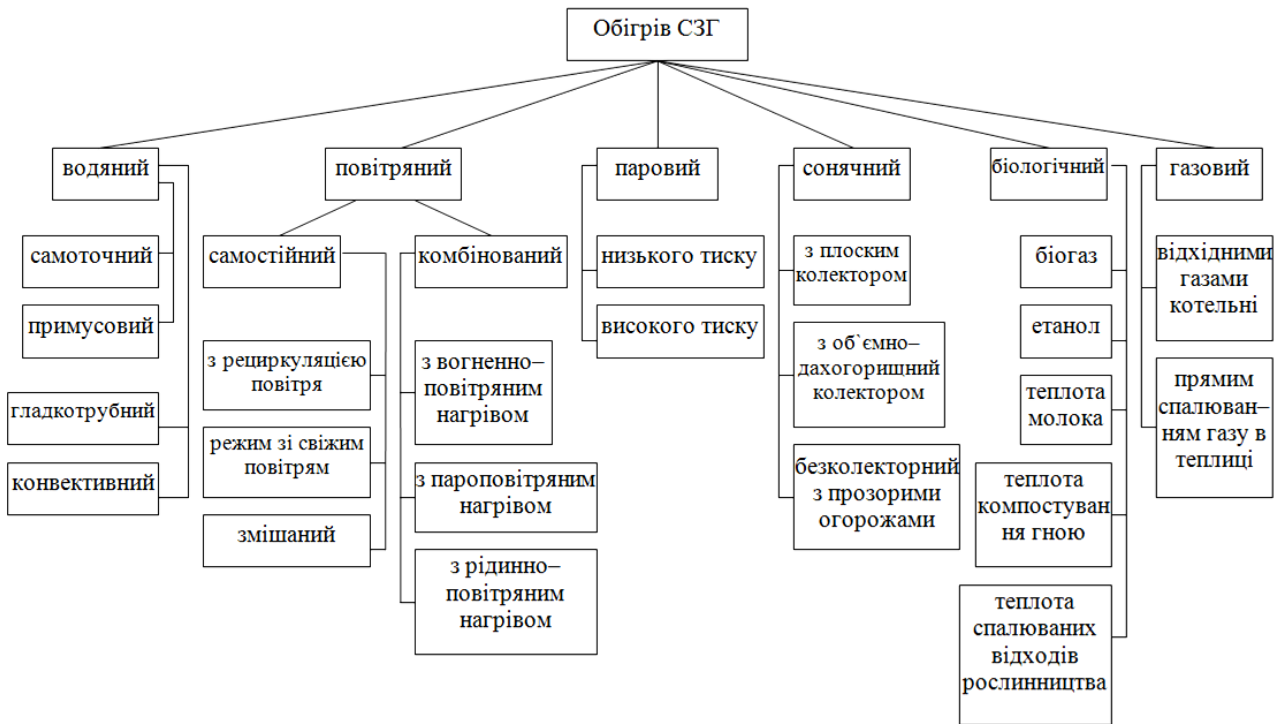 Обігрів СЗГ
водяний
самоточний
примусовий
гладкотрубний
конвективний
повітряний
самостійний
з рециркуляцією
повітря
режим зі свіжим
повітрям
змішаний
комбінований
з вогненно–
повітряним
нагрівом
з пароповітряним
нагрівом
з рідинно–
повітряним
нагрівом
паровий
низького тиску
високого тиску
сонячний
з плоским
колектором
з об`ємно–
дахогорищний
колектором
безколекторний
з прозорими
огорожами
біологічний
біогаз
етанол
теплота
молока
теплота
компостуван
ня гною
теплота
спалюваних
відходів
рослинництва
газовий
відхідними
газами
котельні
прямим
спалюван–
ням газу в
теплиці